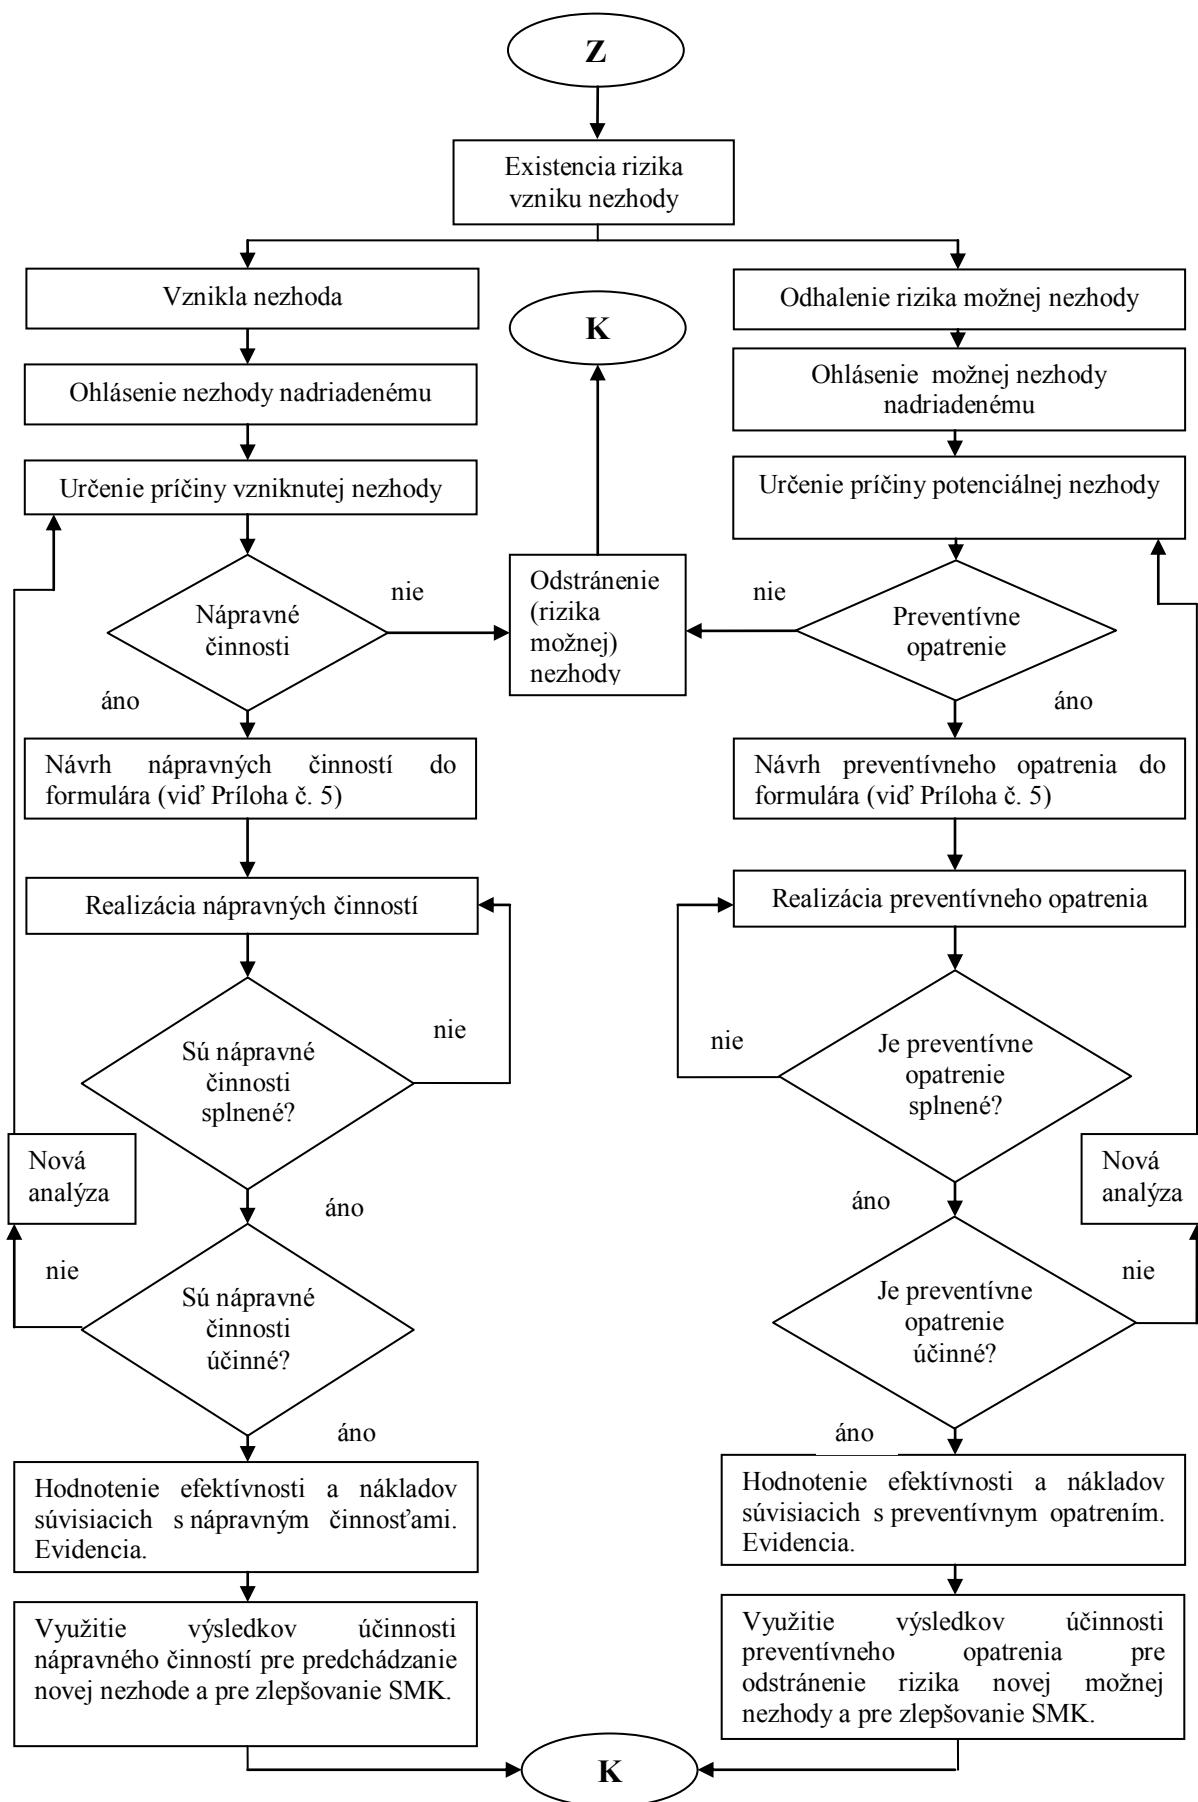 Z
Existencia rizika
vzniku nezhody
Vznikla nezhoda
Odhalenie rizika možnej nezhody
K
Ohlásenie nezhody nadriadenému
Ohlásenie možnej nezhody
nadriadenému
Určenie príčiny vzniknutej nezhody
Určenie príčiny potenciálnej nezhody
Nápravné
činnosti
nie
Odstránenie
(rizika
možnej)
nezhody
nie
Preventívne
opatrenie
áno
áno
Návrh nápravných činností do
formulára (viď Príloha č. 5)
Návrh preventívneho opatrenia do
formulára (viď Príloha č. 5)
Realizácia nápravných činností
Realizácia preventívneho opatrenia
Sú nápravné
činnosti
splnené?
nie
nie
Je preventívne
opatrenie
splnené?
Nová
analýza
áno
áno
Nová
analýza
nie
Sú nápravné
činnosti
účinné?
Je preventívne
opatrenie
účinné?
nie
áno
áno
Hodnotenie efektívnosti a nákladov
súvisiacich s nápravným činnosťami.
Evidencia.
Hodnotenie efektívnosti a nákladov
súvisiacich s preventívnym opatrením.
Evidencia.
Využitie výsledkov účinnosti
nápravného činností pre predchádzanie
novej nezhode a pre zlepšovanie SMK.
Využitie výsledkov účinnosti
preventívneho opatrenia pre
odstránenie rizika novej možnej
nezhody a pre zlepšovanie SMK.
K